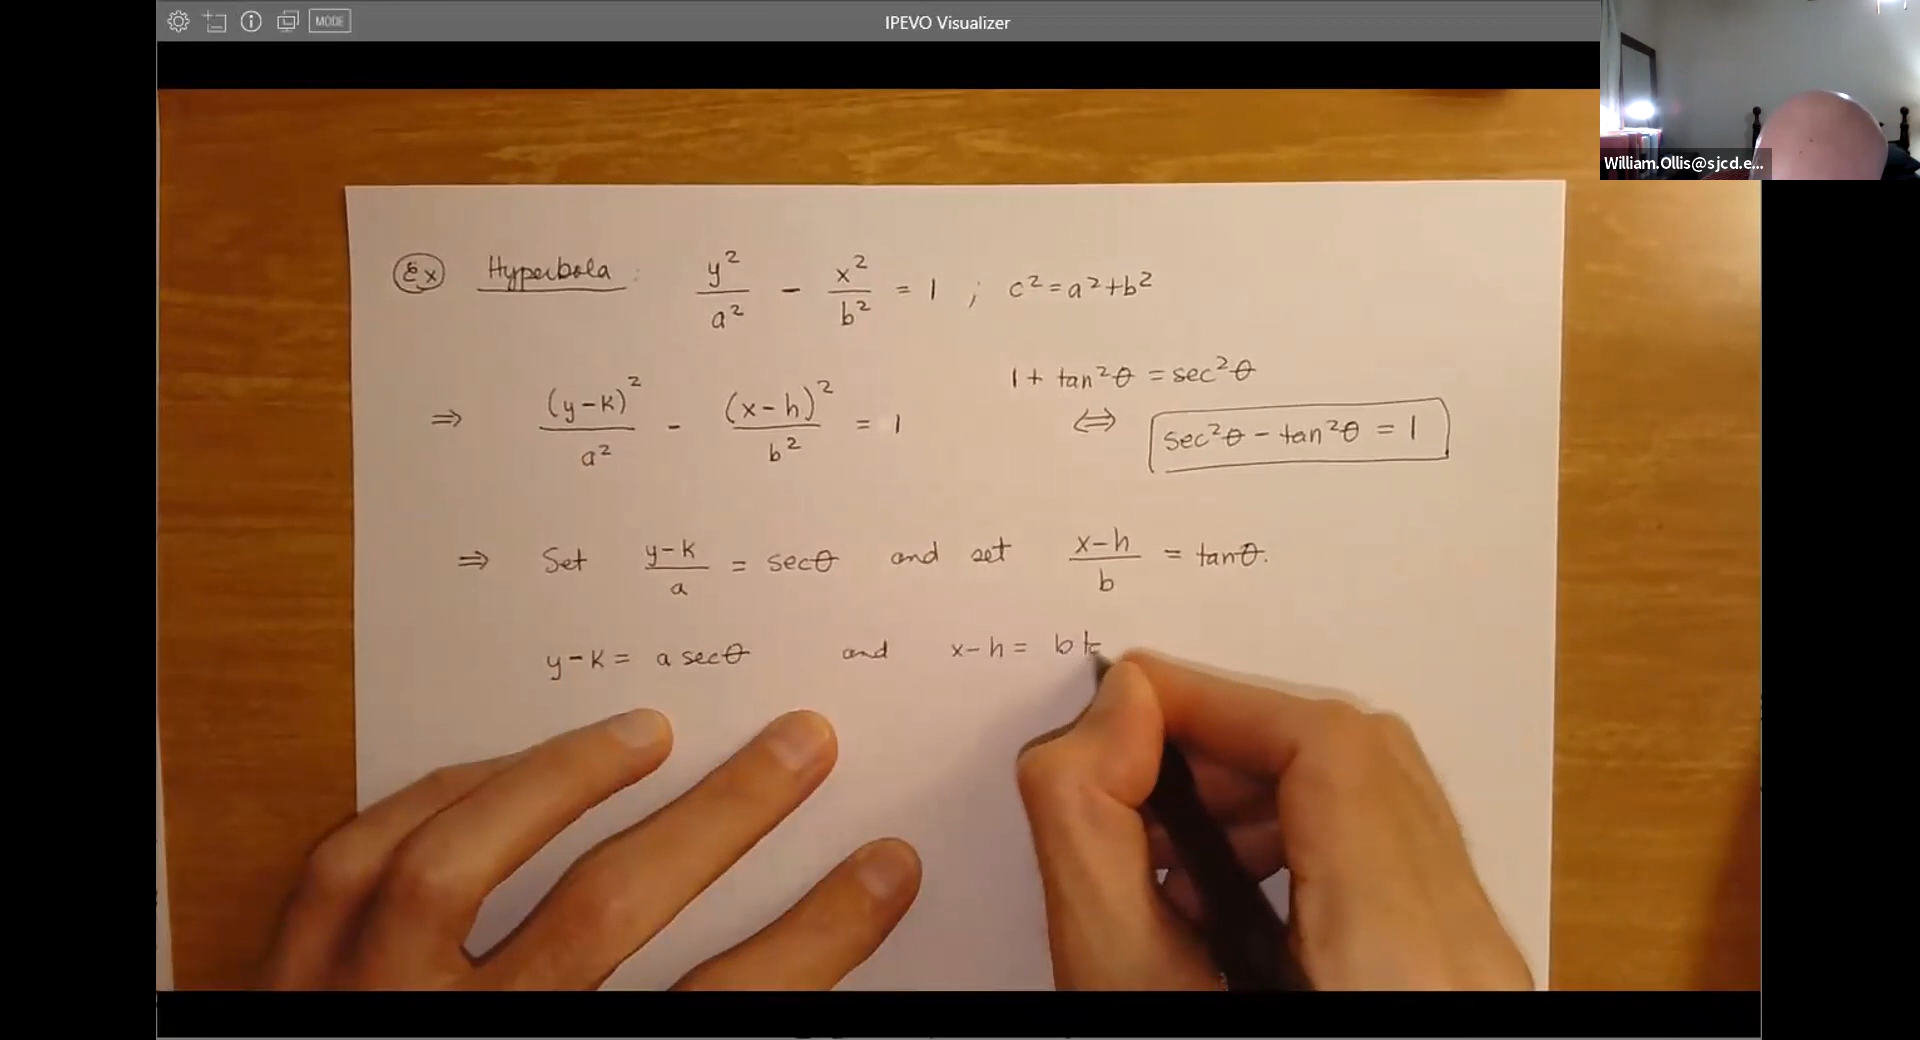 MODE
IPEVO Visualizer
William.Ollis@sjcd.e...
Ex Hyperbola : y²/a² - x²/b² = 1 ; c² = a² + b²
1 + tan²θ = sec²θ
⇒ (y-k)²/a² - (x-h)²/b² = 1 ⇔ sec²θ - tan²θ = 1
⇒ Set y-k/a = secθ and set x-h/b = tanθ.
y-k = a secθ and x-h = b